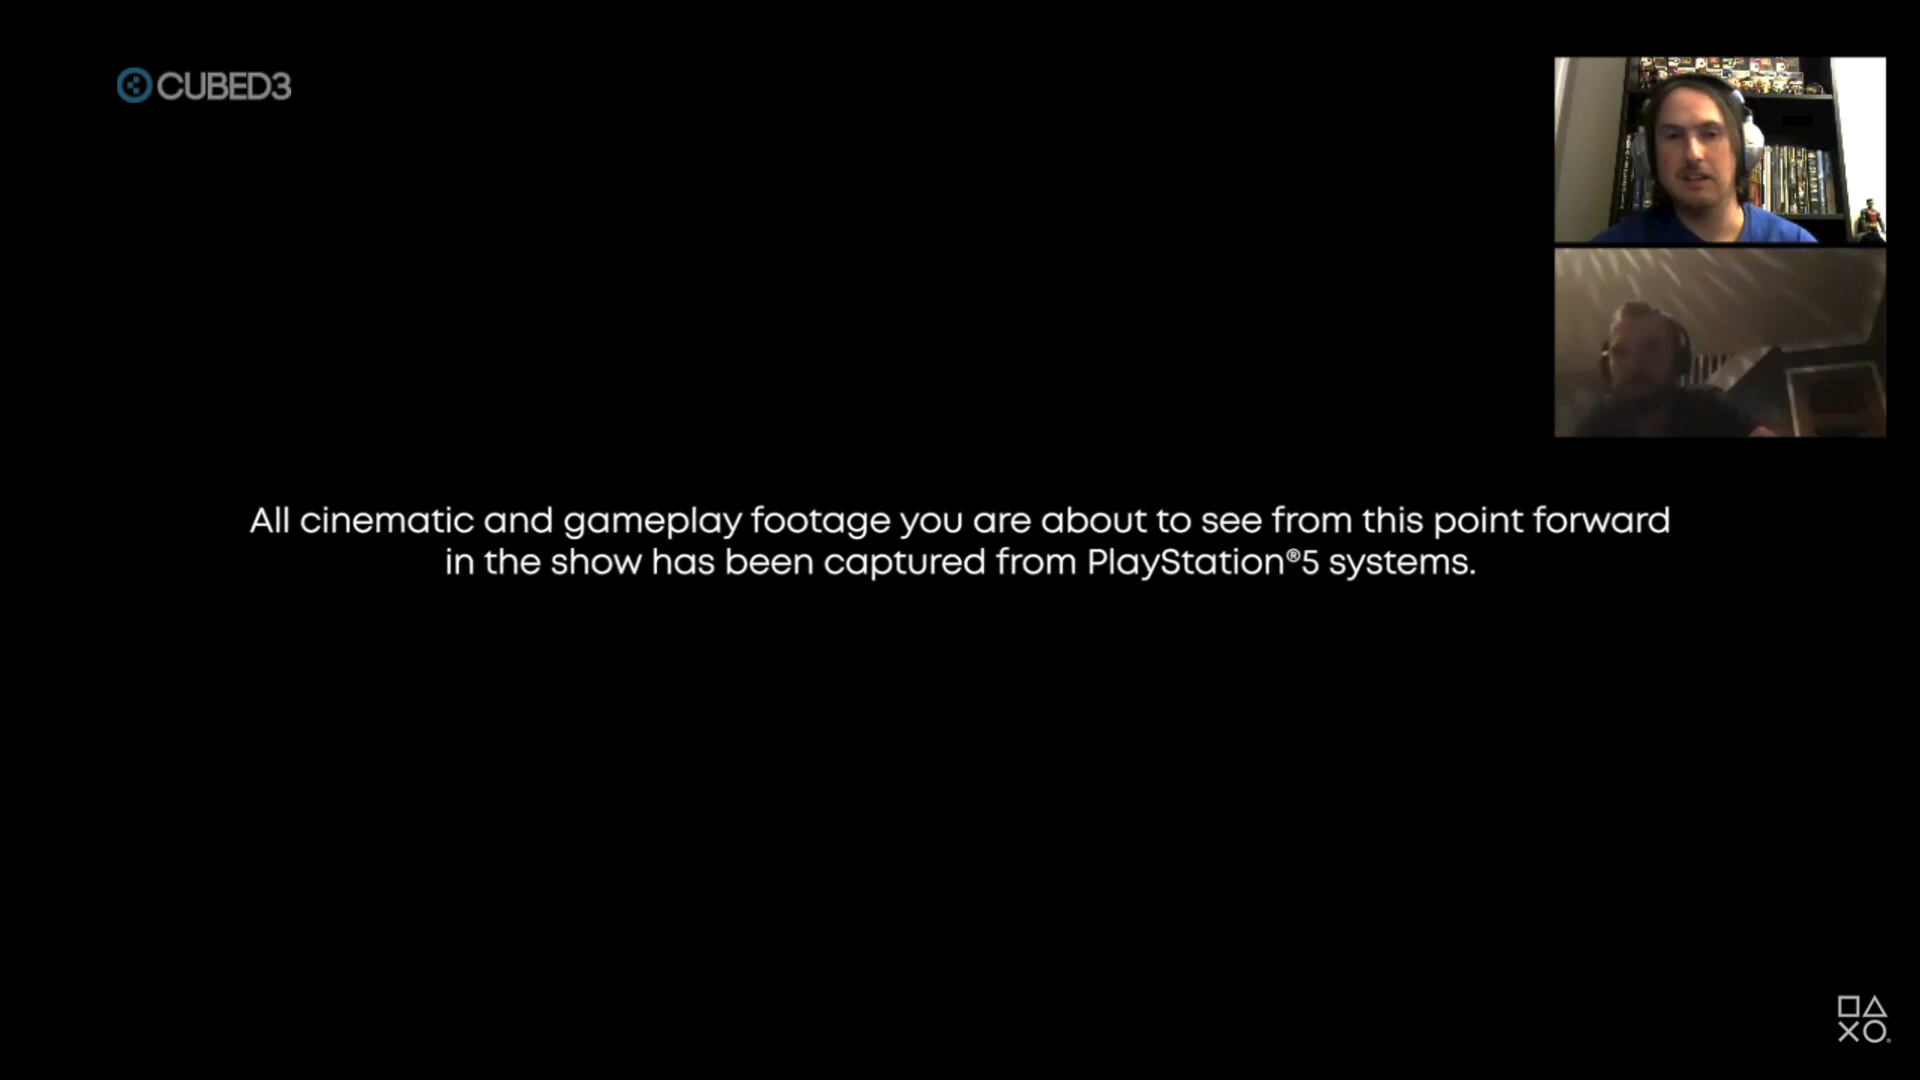 CUBED3
All cinematic and gameplay footage you are about to see from this point forward
in the show has been captured from PlayStation®5 systems.